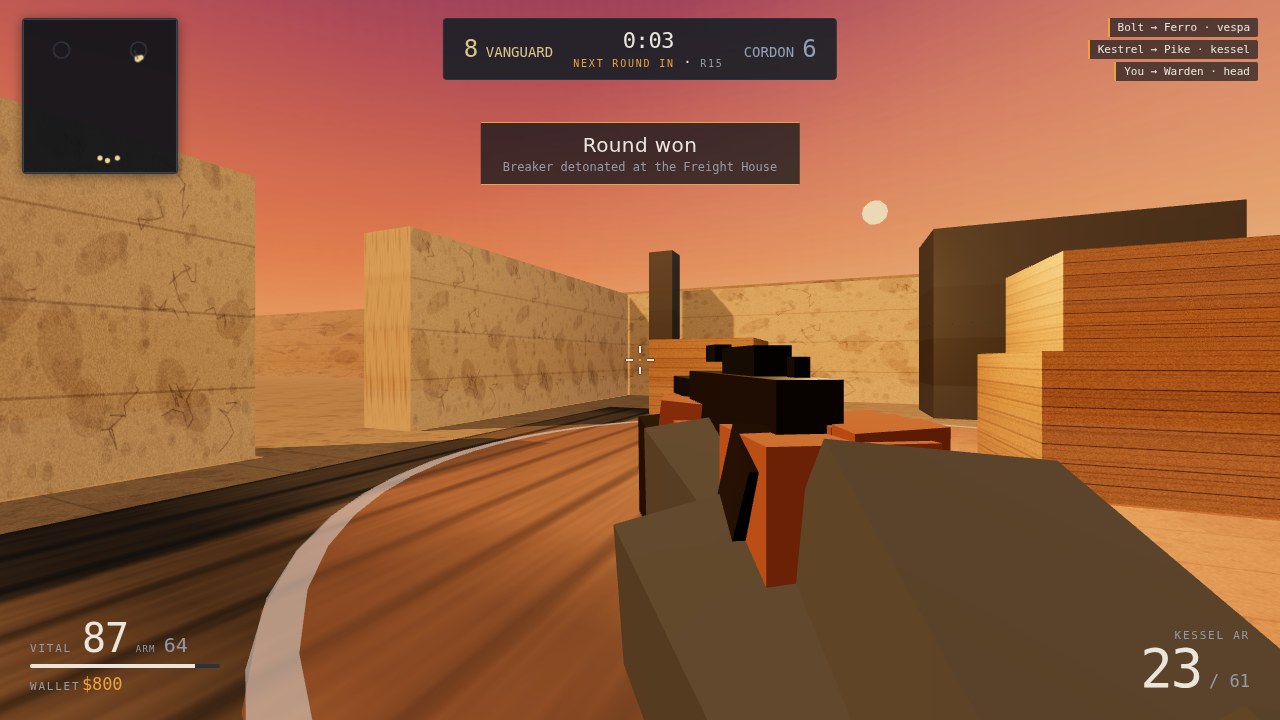 8 VANGUARD
0:03
NEXT ROUND IN · R15
CORDON 6
Bolt → Ferro · vespa
Kestrel → Pike · kessel
You → Warden · head
Round won
Breaker detonated at the Freight House
VITAL 87 ARM 64
WALLET $800
KESSEL AR
23 / 61